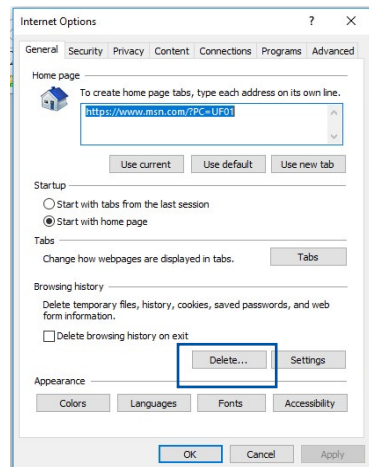 Internet Options ? X
General Security Privacy Content Connections Programs Advanced
Home page
To create home page tabs, type each address on its own line.
https://www.msn.com/?PC=UF01
Use current Use default Use new tab
Startup
Start with tabs from the last session
Start with home page
Tabs
Change how webpages are displayed in tabs. Tabs
Browsing history
Delete temporary files, history, cookies, saved passwords, and web
form information.
Delete browsing history on exit
Delete... Settings
Appearance
Colors Languages Fonts Accessibility
OK Cancel Apply